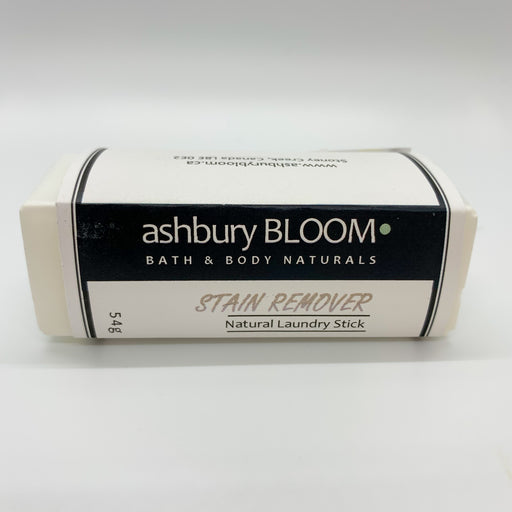 www.ashburybloom.ca
Stoney Creek, Canada L8E 0E2
ashbury BLOOM
BATH & BODY NATURALS
STAIN REMOVER
Natural Laundry Stick
54g